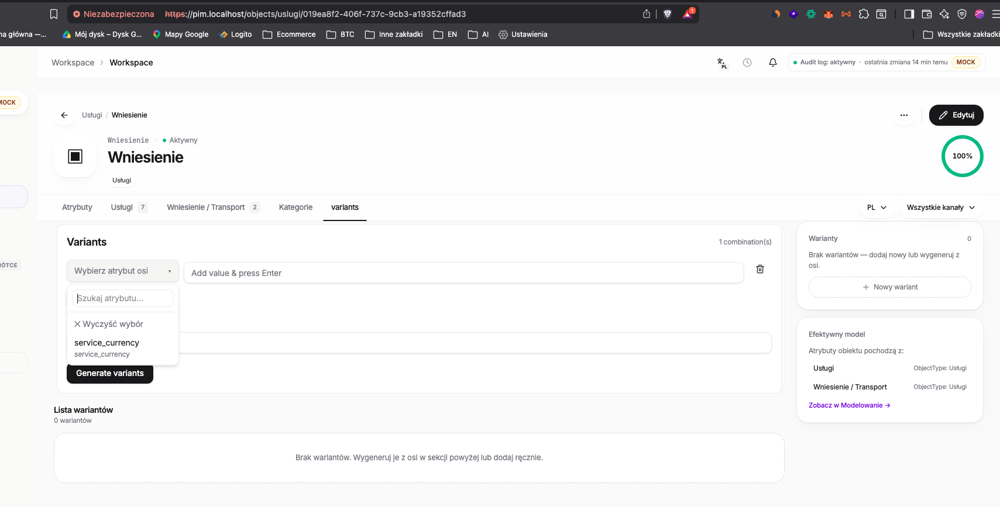 Niezabezpieczona https://pim.localhost/objects/uslugi/019ea8f2-406f-737c-9cb3-a19352cffad3 1
na główna —... Mój dysk – Dysk G... Mapy Google Logito Ecommerce BTC Inne zakładki EN AI Ustawienia Wszystkie zakładki
Workspace > Workspace PL Audit log: aktywny · ostatnia zmiana 14 min temu MOCK
MOCK
Usługi / Wniesienie ... Edytuj
Wniesienie · Aktywny
Wniesienie 100%
Usługi
Atrybuty Usługi 7 Wniesienie / Transport 2 Kategorie variants PL Wszystkie kanały
Variants 1 combination(s)
Wybierz atrybut osi Add value & press Enter
Szukaj atrybutu...
Wyczyść wybór
service_currency
service_currency
Generate variants
RÓTCE
Warianty 0
Brak wariantów — dodaj nowy lub wygeneruj z
osi.
+ Nowy wariant
Efektywny model
Atrybuty obiektu pochodzą z:
Usługi ObjectType: Usługi
Wniesienie / Transport ObjectType: Usługi
Zobacz w Modelowanie →
Lista wariantów
0 wariantów
Brak wariantów. Wygeneruj je z osi w sekcji powyżej lub dodaj ręcznie.